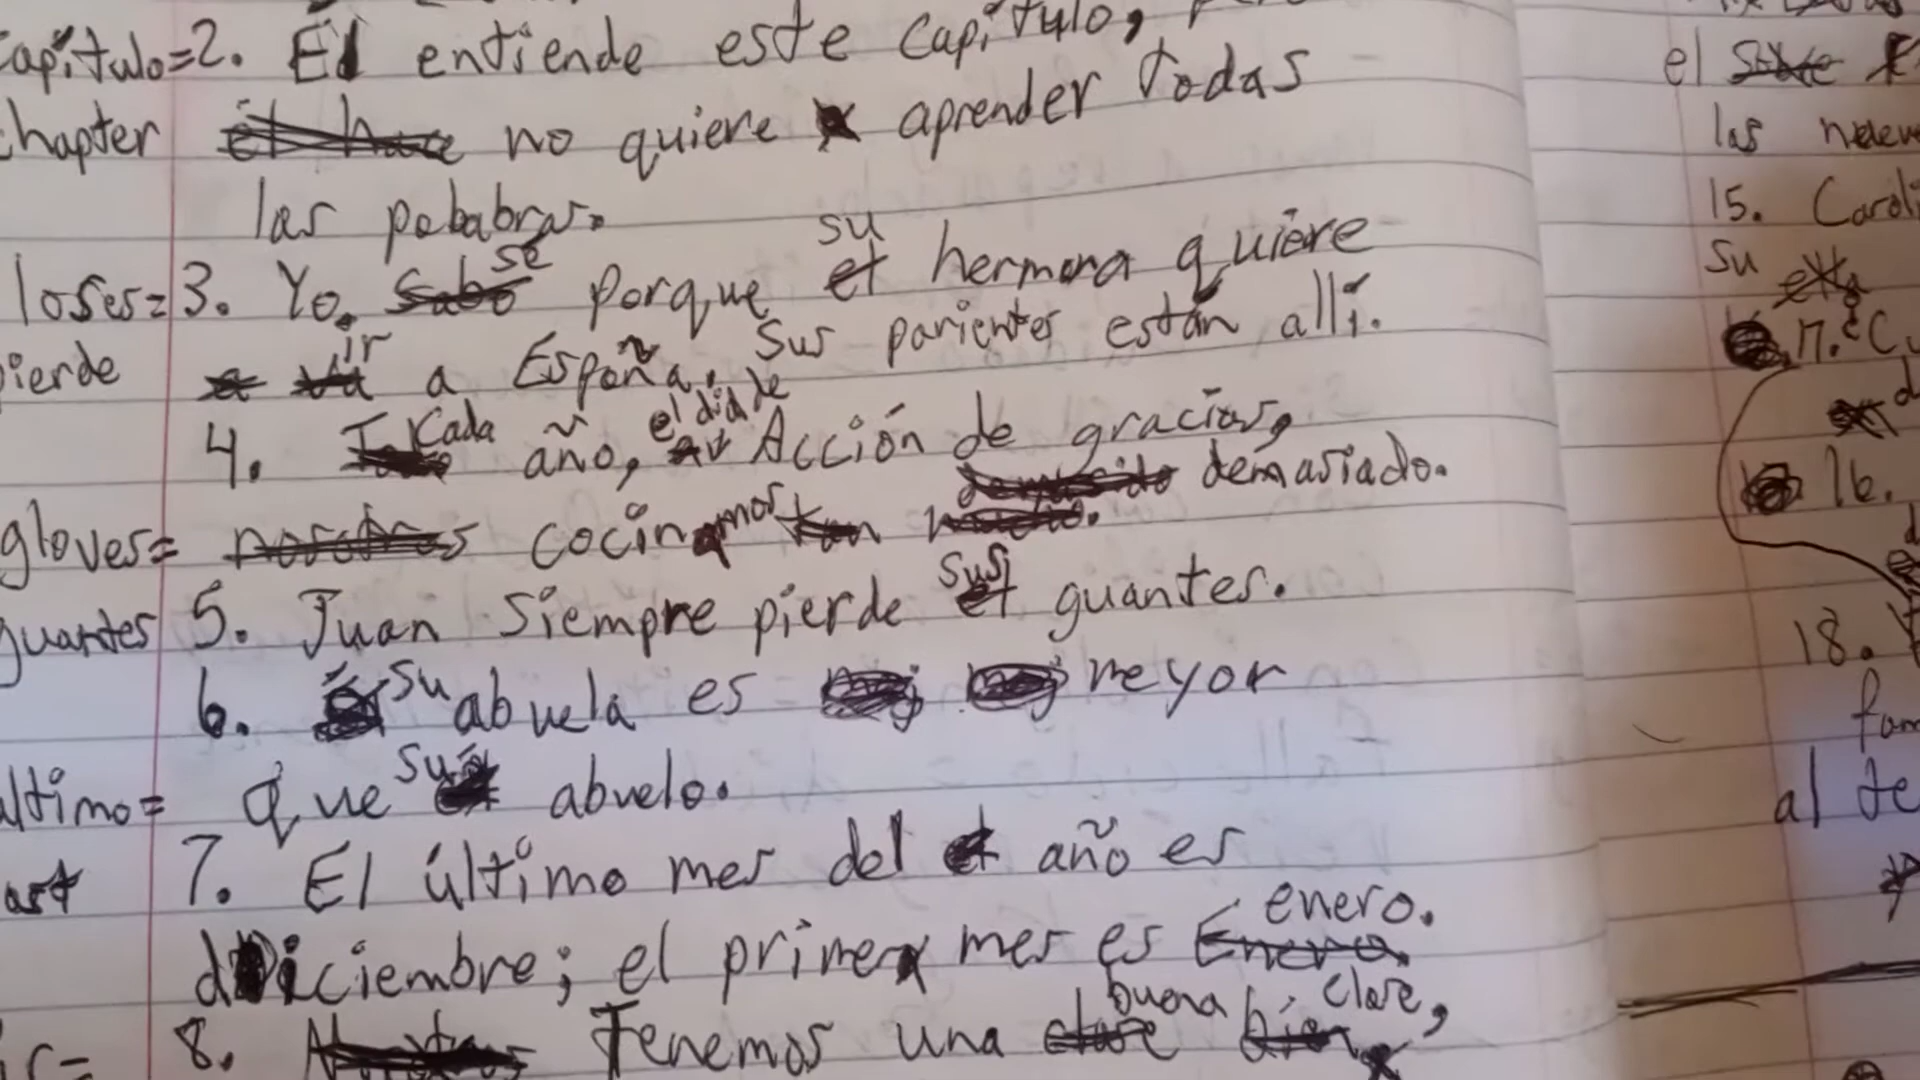 capítulo=2. El entiende este capítulo,
chapter no quiere aprender todas
las pababras.
loses=3. Yo sé porque su hermana quiere
pierde ir a España. Sus parientes están allí.
4. Cada año, el día de Acción de gracias,
gloves= cocinamos demasiado.
guantes 5. Juan siempre pierde sus guantes.
6. su abuela es meyor
último= que su abuelo.
7. El último mes del año es
diciembre; el primer mes es enero.
8. Tenemos una buena clase,
el
las
15.
su
17. ¿
16.
18.
al